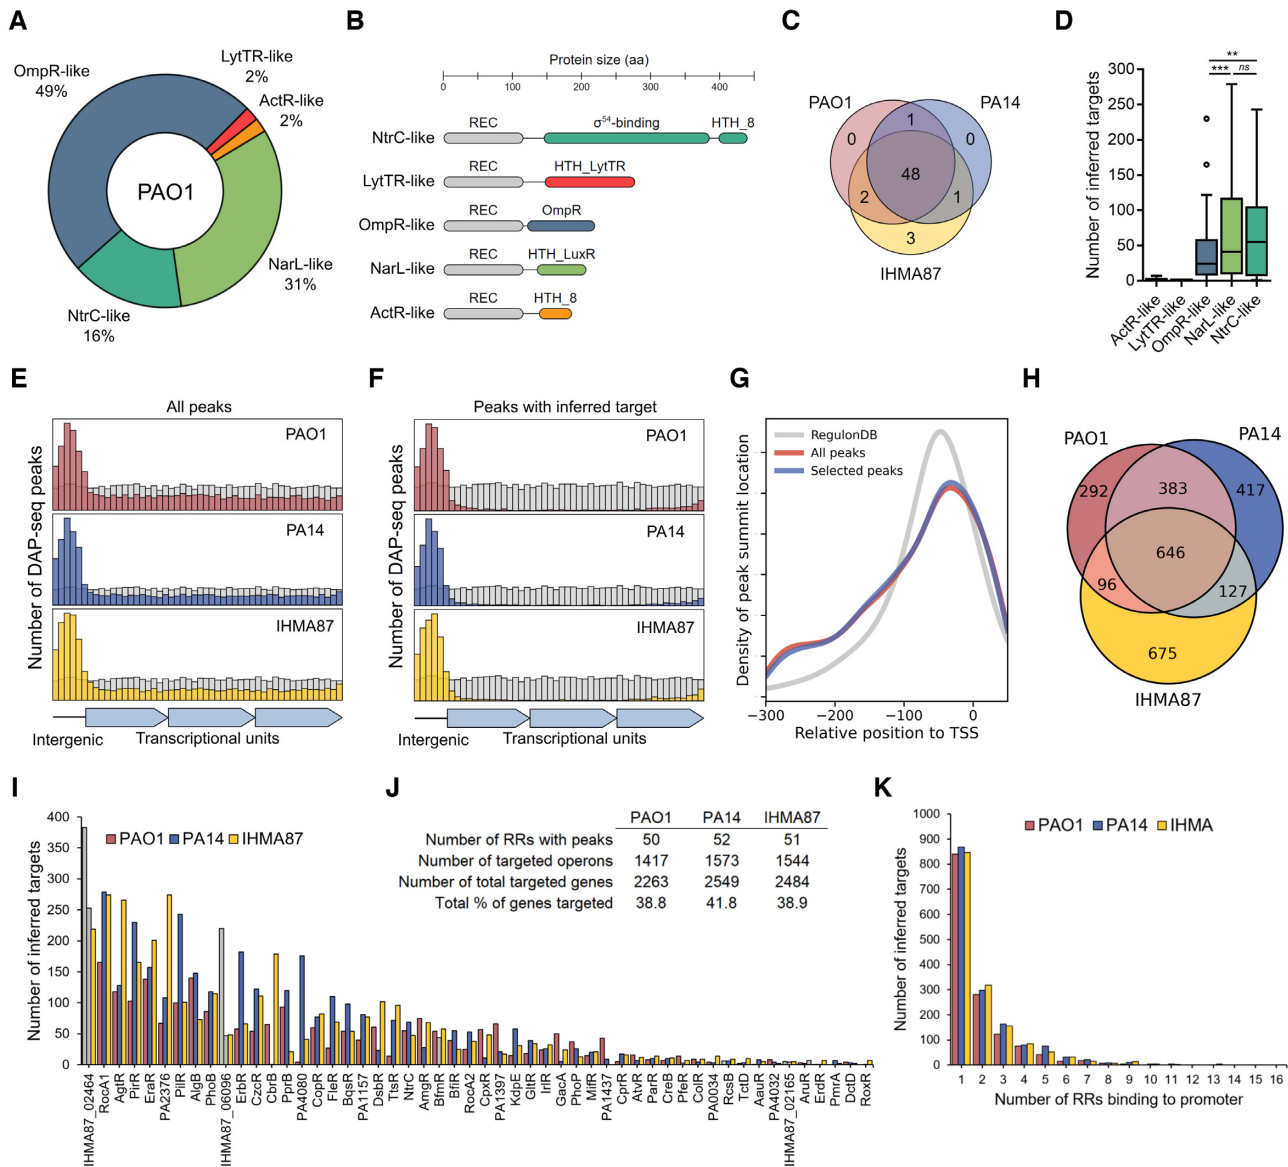 A
OmpR-like
49%
LytTR-like
2%
ActR-like
2%
PAO1
NarL-like
31%
NtrC-like
16%
B
Protein size (aa)
0 100 200 300 400
NtrC-like REC σ54-binding HTH_8
LytTR-like REC HTH_LytTR
OmpR-like REC OmpR
NarL-like REC HTH_LuxR
ActR-like REC HTH_8
C
PAO1 PA14
0 1 0
48
2 1
3
IHMA87
D
Number of inferred targets
300
250
200
150
100
50
0
**
*** ns
ActR-like
LytTR-like
OmpR-like
NarL-like
NtrC-like
E
All peaks
Number of DAP-seq peaks
PAO1
PA14
IHMA87
Intergenic Transcriptional units
F
Peaks with inferred target
Number of DAP-seq peaks
PAO1
PA14
IHMA87
Intergenic Transcriptional units
G
RegulonDB
All peaks
Selected peaks
Density of peak summit location
−300 −200 −100 0
Relative position to TSS
H
PAO1 PA14
292 383 417
646
96 127
675
IHMA87
I
Number of inferred targets
400
350
300
250
200
150
100
50
0
PAO1 PA14 IHMA87
IHMA87_02464
RocA1
AgtR
PirR
EraR
PA2376
PilR
AlgB
PhoB
IHMA87_06096
ErbR
CzcR
CbrB
PprB
PA4080
CopR
FleR
BqsR
PA1157
DsbR
TtsR
NtrC
AmgR
BfmR
BfiR
RocA2
CpxR
PA1397
KdpE
GltR
IrlR
GacA
PhoP
MifR
PA1437
CprR
AtvR
ParR
CreB
PfeR
ColR
PA0034
RcsB
TctD
AauR
PA4032
IHMA87_02165
AruR
ErdR
PmrA
DctD
RoxR
J
PAO1 PA14 IHMA87
Number of RRs with peaks 50 52 51
Number of targeted operons 1417 1573 1544
Number of total targeted genes 2263 2549 2484
Total % of genes targeted 38.8 41.8 38.9
K
Number of inferred targets
1000
900
800
700
600
500
400
300
200
100
0
PAO1 PA14 IHMA
1 2 3 4 5 6 7 8 9 10 11 12 13 14 15 16
Number of RRs binding to promoter